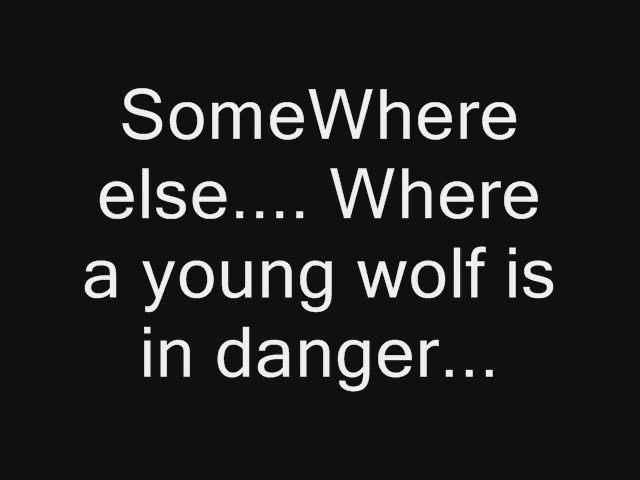 SomeWhere
else.... Where
a young wolf is
in danger...